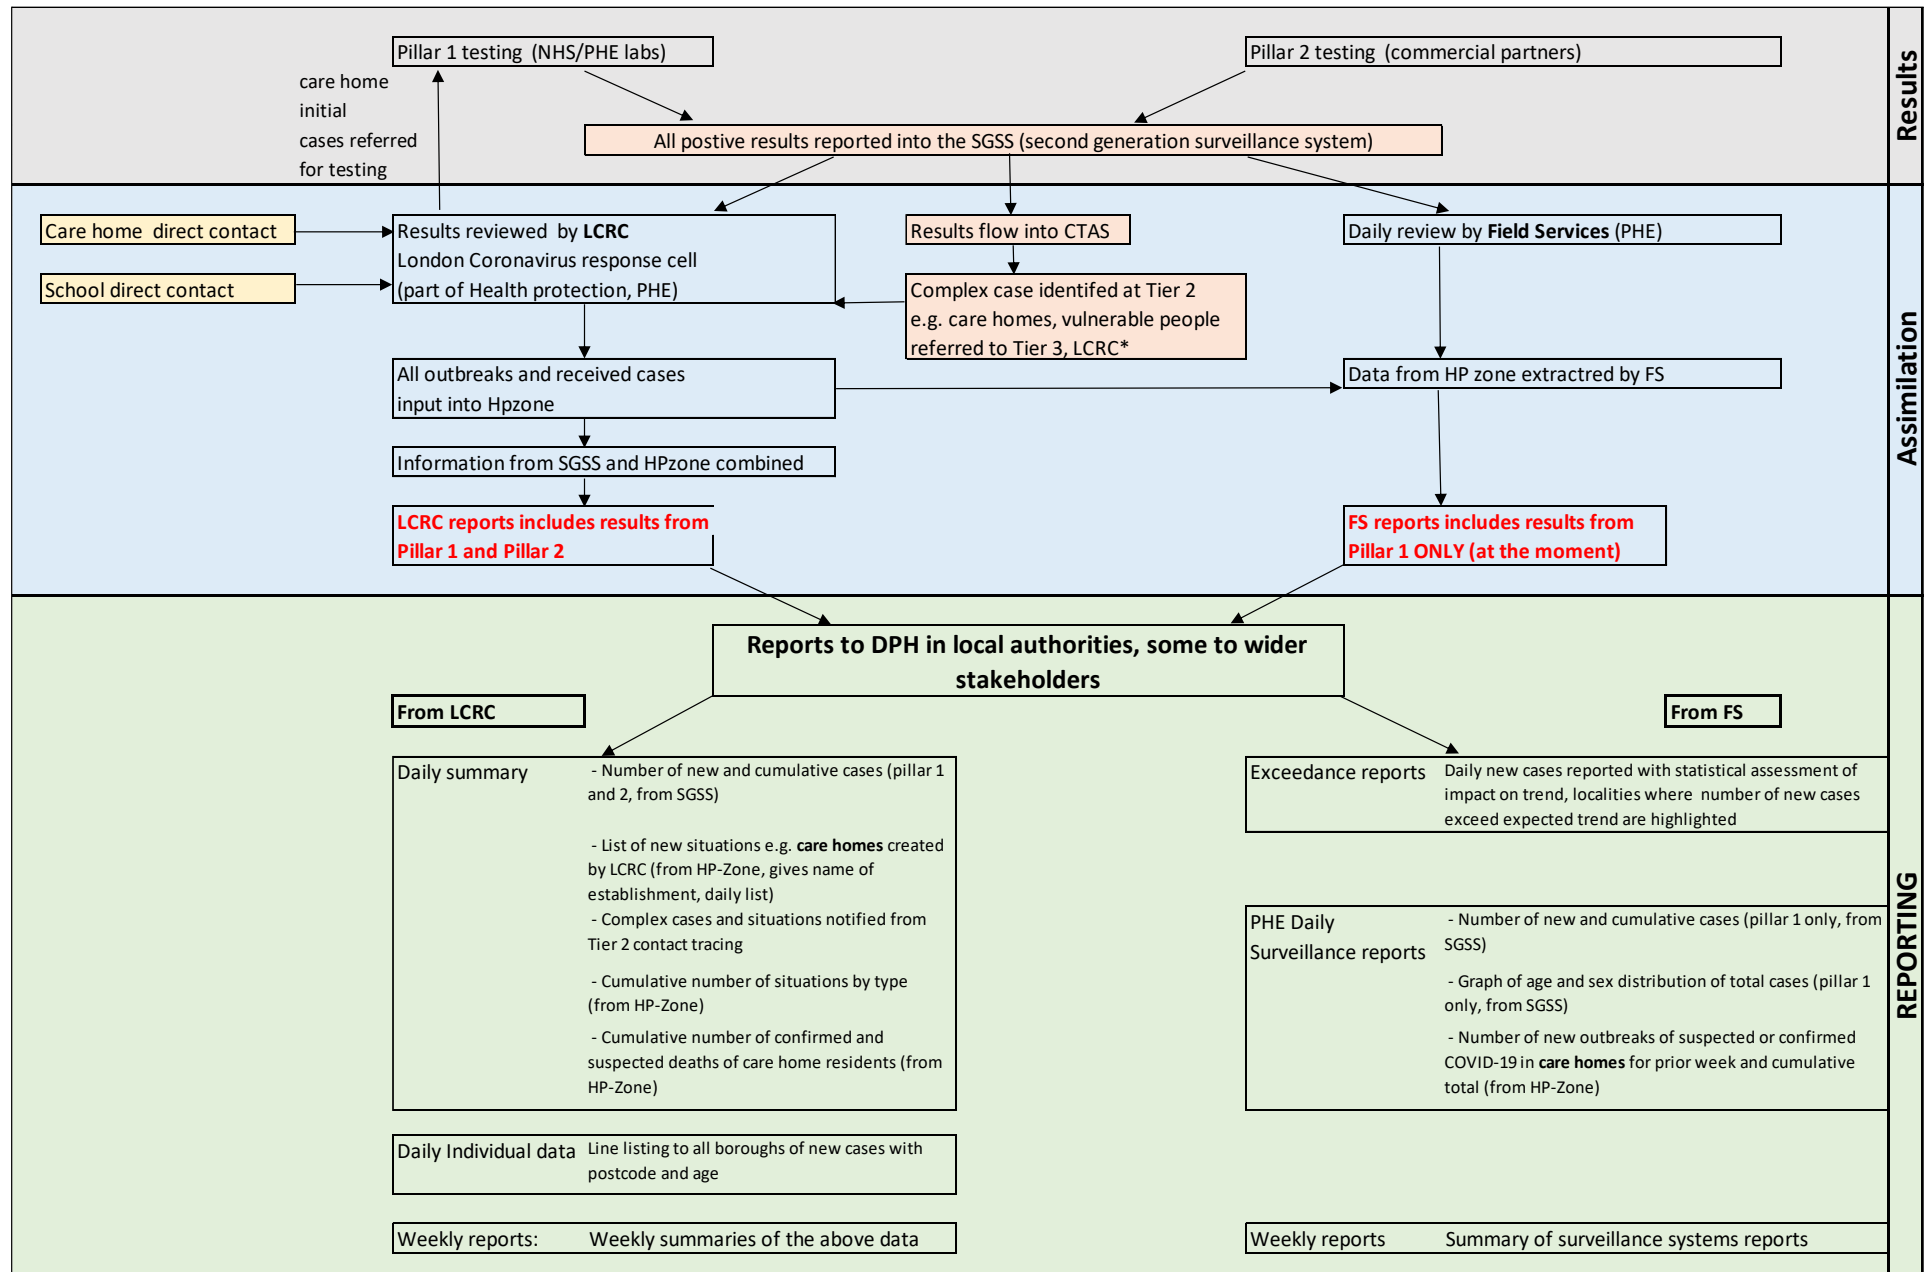 Pillar 1 testing  (NHS/PHE labs)
Pillar 2 testing  (commercial partners)
care home
initial
cases referred
for testing
All postive results reported into the SGSS (second generation surveillance system)
Results
Care home  direct contact
School direct contact
Results reviewed  by LCRC
London Coronavirus response cell
(part of Health protection, PHE)
Results flow into CTAS
Complex case identifed at Tier 2
e.g. care homes, vulnerable people
referred to Tier 3, LCRC*
Daily review by Field Services (PHE)
All outbreaks and received cases
input into Hpzone
Data from HP zone extractred by FS
Information from SGSS and HPzone combined
LCRC reports includes results from
Pillar 1 and Pillar 2
FS reports includes results from
Pillar 1 ONLY (at the moment)
Assimilation
Reports to DPH in local authorities, some to wider
stakeholders
From LCRC
From FS
Daily summary
- Number of new and cumulative cases (pillar 1
and 2, from SGSS)
- List of new situations e.g. care homes created
by LCRC (from HP-Zone, gives name of
establishment, daily list)
- Complex cases and situations notified from
Tier 2 contact tracing
- Cumulative number of situations by type
(from HP-Zone)
- Cumulative number of confirmed and
suspected deaths of care home residents (from
HP-Zone)
Exceedance reports
Daily new cases reported with statistical assessment of
impact on trend, localities where  number of new cases
exceed expected trend are highlighted
PHE Daily
Surveillance reports
- Number of new and cumulative cases (pillar 1 only, from
SGSS)
- Graph of age and sex distribution of total cases (pillar 1
only, from SGSS)
- Number of new outbreaks of suspected or confirmed
COVID-19 in care homes for prior week and cumulative
total (from HP-Zone)
Daily Individual data
Line listing to all boroughs of new cases with
postcode and age
Weekly reports:
Weekly summaries of the above data
Weekly reports
Summary of surveillance systems reports
REPORTING